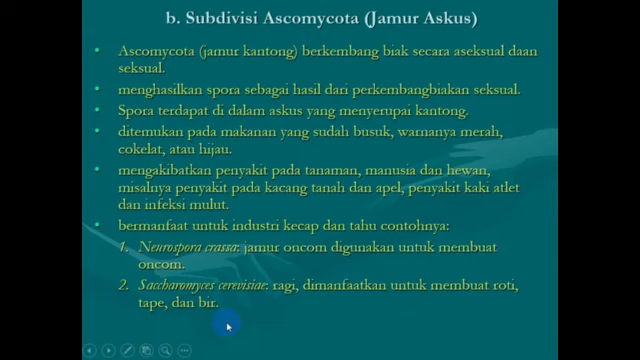 b. Subdivisi Ascomycota (Jamur Askus)
• Ascomycota (jamur kantong) berkembang biak secara aseksual daan
seksual.
• menghasilkan spora sebagai hasil dari perkembangbiakan seksual.
• Spora terdapat di dalam askus yang menyerupai kantong.
• ditemukan pada makanan yang sudah busuk, warnanya merah,
cokelat, atau hijau.
• mengakibatkan penyakit pada tanaman, manusia dan hewan,
misalnya penyakit pada kacang tanah dan apel, penyakit kaki atlet
dan infeksi mulut.
• bermanfaat untuk industri kecap dan tahu contohnya:
1. Neurospora crassa: jamur oncom digunakan untuk membuat
oncom.
2. Saccharomyces cerevisiae: ragi, dimanfaatkan untuk membuat roti,
tape, dan bir.